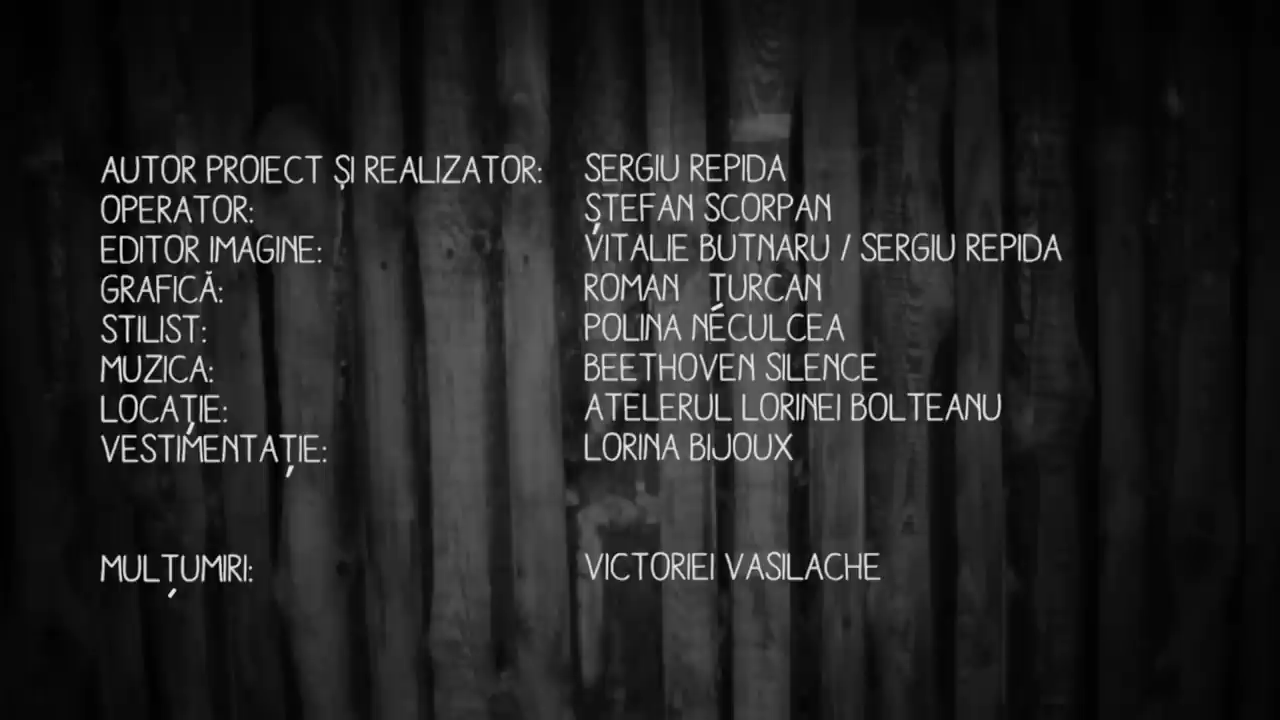 AUTOR PROIECT ȘI REALIZATOR: SERGIU REPIDA
OPERATOR: ȘTEFAN SCORPAN
EDITOR IMAGINE: VITALIE BUTNARU / SERGIU REPIDA
GRAFICĂ: ROMAN ȚURCAN
STILIST: POLINA NECULCEA
MUZICA: BEETHOVEN SILENCE
LOCAȚIE: ATELERUL LORINEI BOLTEANU
VESTIMENTAȚIE: LORINA BIJOUX
MULȚUMIRI: VICTORIEI VASILACHE